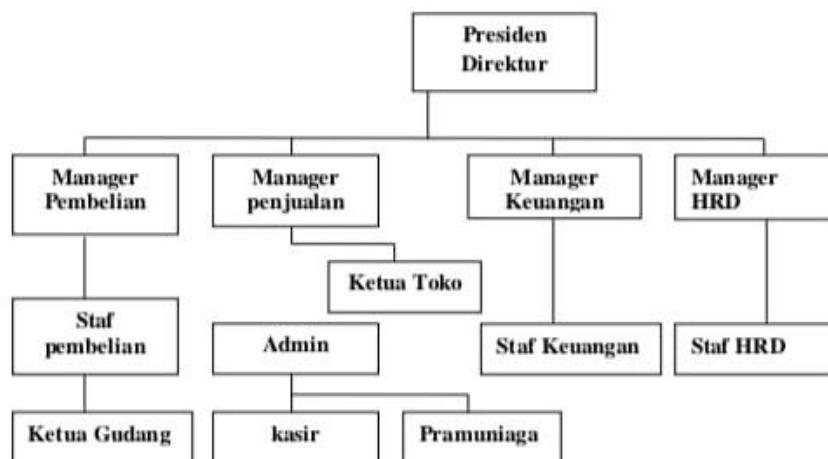 Presiden
Direktur
Manager
Pembelian
Manager
penjualan
Manager
Keuangan
Manager
HRD
Ketua Toko
Staf
pembelian
Admin
Staf Keuangan
Staf HRD
Ketua Gudang
kasir
Pramuniaga